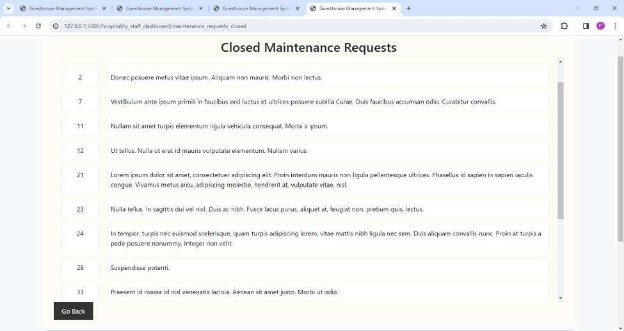 Guesthouse Management Syst
Guesthouse Management Syst
Guesthouse Management Syst
Guesthouse Management Syst
127.0.0.1:5000/hospitality_staff_dashboard/maintenance_requests_closed
Closed Maintenance Requests
2 Donec posuere metus vitae ipsum. Aliquam non mauris. Morbi non lectus.
7 Vestibulum ante ipsum primis in faucibus orci luctus et ultrices posuere cubilia Curae; Duis faucibus accumsan odio. Curabitur convallis.
11 Nullam sit amet turpis elementum ligula vehicula consequat. Morbi a ipsum.
12 Ut tellus. Nulla ut erat id mauris vulputate elementum. Nullam varius.
21 Lorem ipsum dolor sit amet, consectetuer adipiscing elit. Proin interdum mauris non ligula pellentesque ultrices. Phasellus id sapien in sapien iaculis
congue. Vivamus metus arcu, adipiscing molestie, hendrerit at, vulputate vitae, nisl.
23 Nulla tellus. In sagittis dui vel nisl. Duis ac nibh. Fusce lacus purus, aliquet at, feugiat non, pretium quis, lectus.
24 In tempor, turpis nec euismod scelerisque, quam turpis adipiscing lorem, vitae mattis nibh ligula nec sem. Duis aliquam convallis nunc. Proin at turpis a
pede posuere nonummy. Integer non velit.
28 Suspendisse potenti.
33 Praesent id massa id nisl venenatis lacinia. Aenean sit amet justo. Morbi ut odio.
Go Back